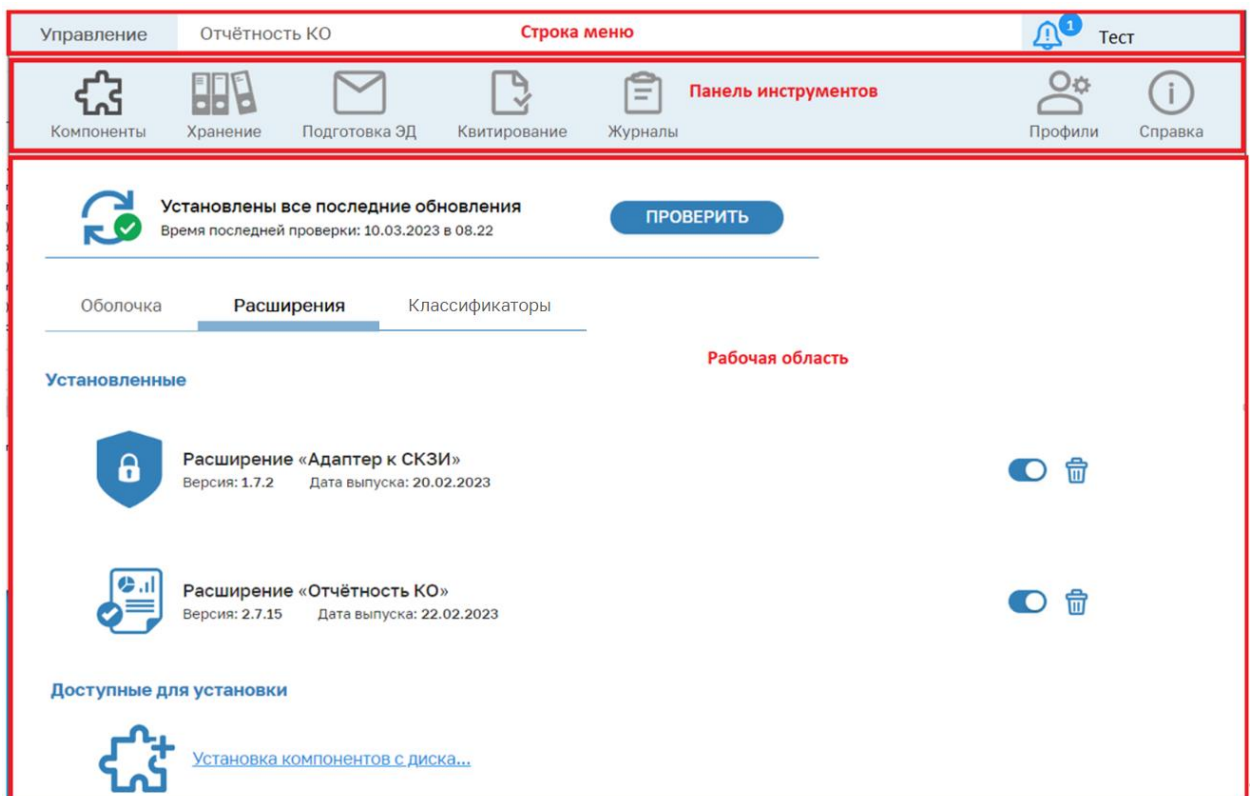 Управление Отчётность КО Строка меню 1 Тест
Компоненты Хранение Подготовка ЭД Квитирование Журналы Панель инструментов Профили Справка
Установлены все последние обновления ПРОВЕРИТЬ
Время последней проверки: 10.03.2023 в 08.22
Оболочка Расширения Классификаторы
Рабочая область
Установленные
Расширение «Адаптер к СКЗИ»
Версия: 1.7.2 Дата выпуска: 20.02.2023
Расширение «Отчётность КО»
Версия: 2.7.15 Дата выпуска: 22.02.2023
Доступные для установки
Установка компонентов с диска...